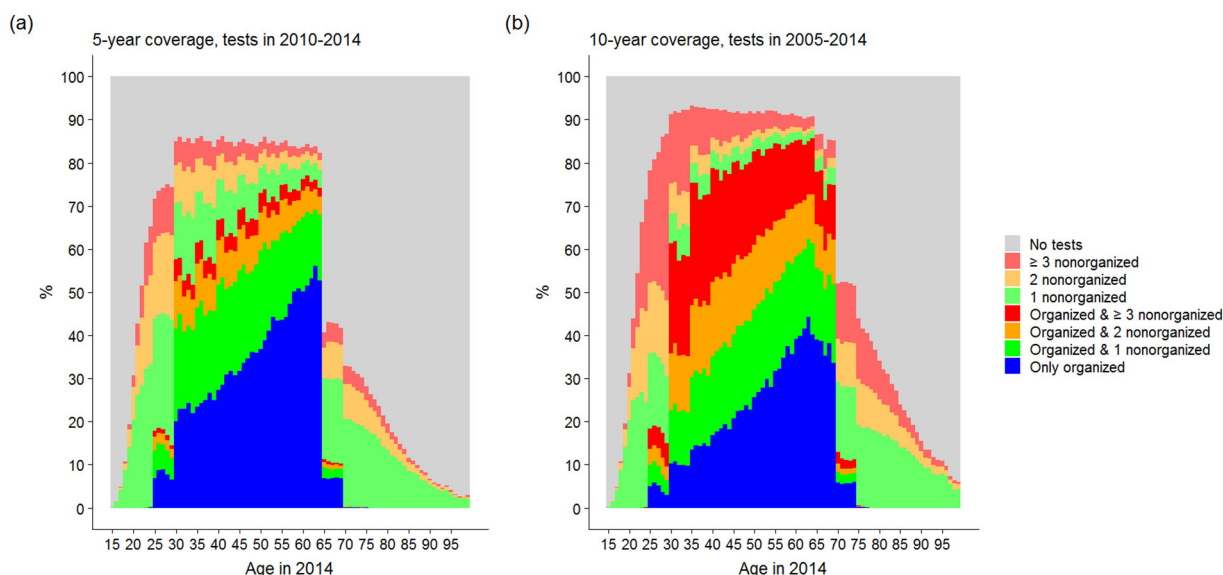 (a)
5-year coverage, tests in 2010-2014
100
90
80
70
60
50
40
30
20
10
0
%
15 20 25 30 35 40 45 50 55 60 65 70 75 80 85 90 95
Age in 2014
(b)
10-year coverage, tests in 2005-2014
100
90
80
70
60
50
40
30
20
10
0
%
15 20 25 30 35 40 45 50 55 60 65 70 75 80 85 90 95
Age in 2014
No tests
≥ 3 nonorganized
2 nonorganized
1 nonorganized
Organized & ≥ 3 nonorganized
Organized & 2 nonorganized
Organized & 1 nonorganized
Only organized